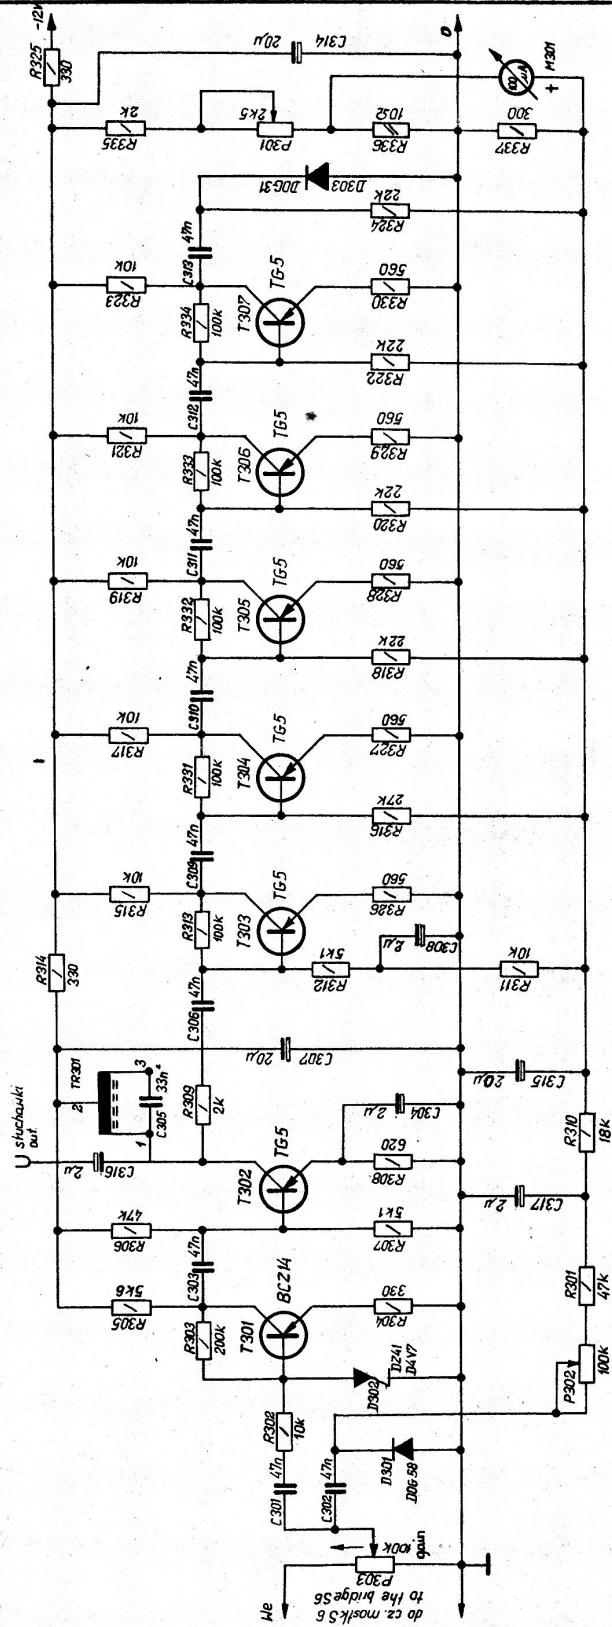 -12V
R325
330
20µ
C314
0
R335
2k
P301
2k5
R336
10Ω
R337
300
100
µA
+
M301
D303
DOG31
R324
22k
C313
47n
R323
10k
R334
100k
T307
TG5
R330
560
R322
22k
C312
47n
R321
10k
R333
100k
T306
TG5
R329
560
R320
22k
C311
47n
R319
10k
R332
100k
T305
TG5
R328
560
R318
22k
C310
47n
R317
10k
R331
100k
T304
TG5
R327
560
R316
27k
C309
47n
R315
10k
R313
100k
T303
TG5
R326
560
R314
330
2µ
C308
R312
5k1
R311
10k
C306
47n
20µ
C307
R309
2k
TR301
3
2
1
33n*
C305
słuchawki
out.
2µ
C316
T302
TG5
2µ
C304
R308
620
20µ
C315
R310
18k
R306
47k
C303
47n
R307
5k1
2µ
C317
R305
5k6
R303
200k
T301
BCZ14
R304
330
R301
47k
D302
DZ41
D4V7
P302
100k
R302
10k
C301
47n
C302
47n
D301
DOG58
We
P303
100k
gain
do cz. mostk S6
to the bridge S6